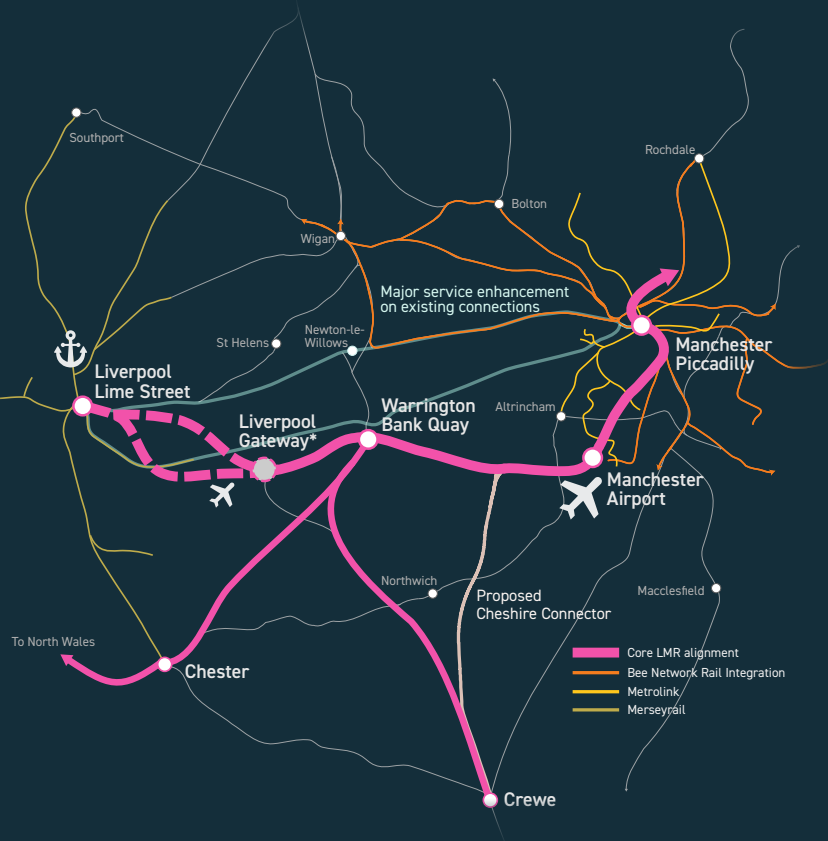 Southport
Rochdale
Bolton
Wigan
Major service enhancement
on existing connections
St Helens
Newton-le-
Willows
Manchester
Piccadilly
Liverpool
Lime Street
Liverpool
Gateway*
Warrington
Bank Quay
Altrincham
Manchester
Airport
Northwich
Proposed
Cheshire Connector
Macclesfield
To North Wales
Chester
Core LMR alignment
Bee Network Rail Integration
Metrolink
Merseyrail
Crewe